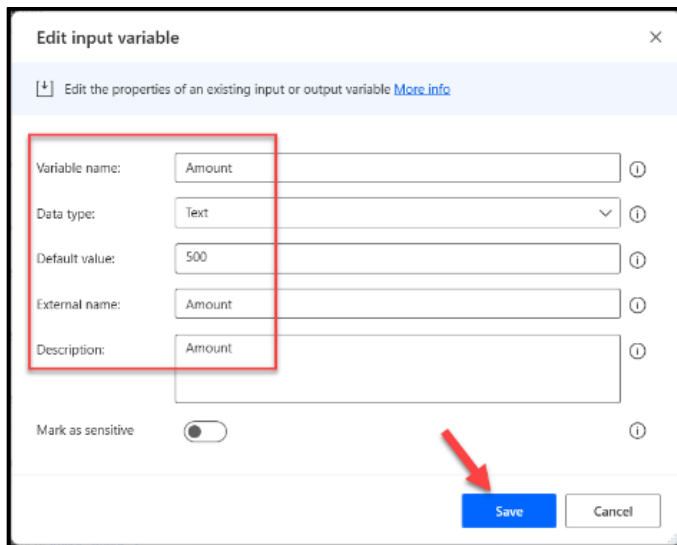 Edit input variable
Edit the properties of an existing input or output variable More info
Variable name: Amount
Data type: Text
Default value: 500
External name: Amount
Description: Amount
Mark as sensitive
Save Cancel